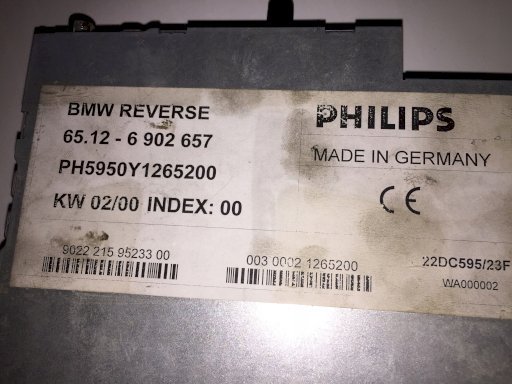 BMW REVERSE
65.12 - 6 902 657
PH5950Y1265200
KW 02/00 INDEX: 00
9022 215 95233 00
003 0002 1265200
PHILIPS
MADE IN GERMANY
CE
22DC595/23F
WA000002